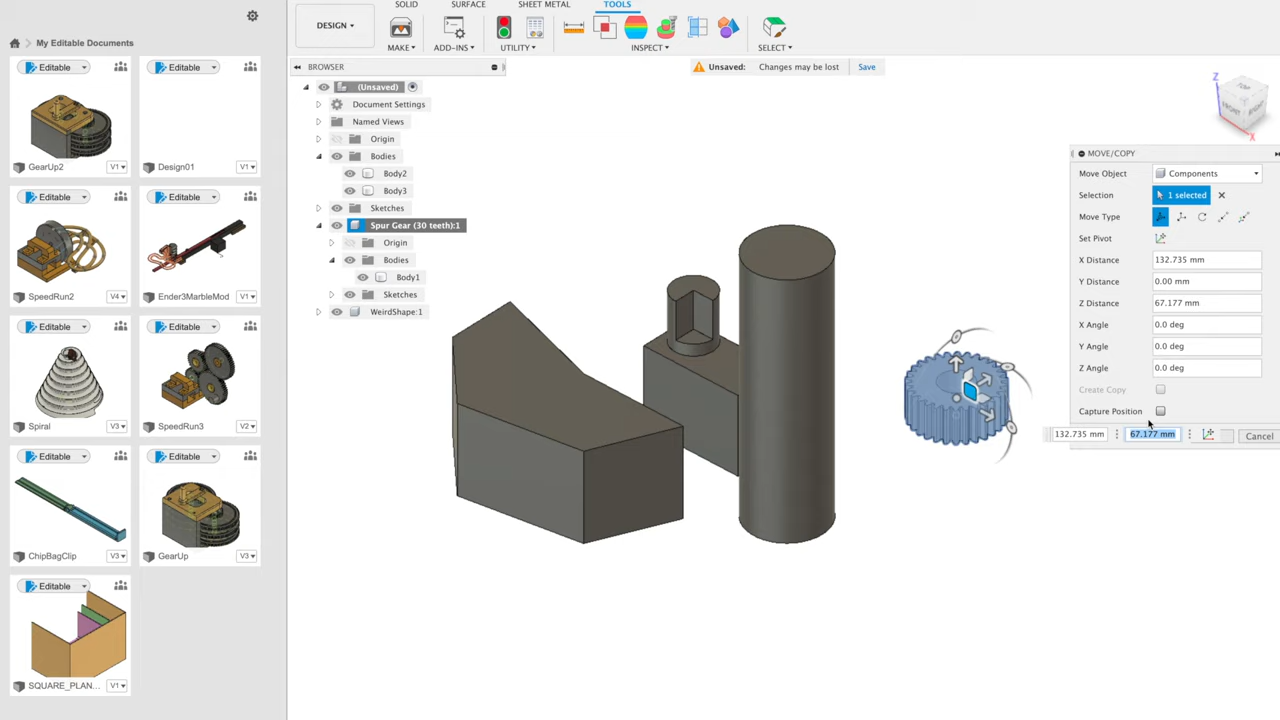 SOLID SURFACE SHEET METAL TOOLS
DESIGN
MAKE ADD-INS UTILITY INSPECT SELECT
My Editable Documents
Editable Editable
GearUp2 V1 Design01 V1
Editable Editable
SpeedRun2 V4 Ender3MarbleMod V1
Editable Editable
Spiral V3 SpeedRun3 V2
Editable Editable
ChipBagClip V3 GearUp V3
Editable
SQUARE_PLAN... V1
BROWSER
(Unsaved)
Document Settings
Named Views
Origin
Bodies
Body2
Body3
Sketches
Spur Gear (30 teeth):1
Origin
Bodies
Body1
Sketches
WeirdShape:1
Unsaved: Changes may be lost Save
Z
TOP
FRONT RIGHT
X
MOVE/COPY
Move Object Components
Selection 1 selected
Move Type
Set Pivot
X Distance 132.735 mm
Y Distance 0.00 mm
Z Distance 67.177 mm
X Angle 0.0 deg
Y Angle 0.0 deg
Z Angle 0.0 deg
Create Copy
Capture Position
132.735 mm 67.177 mm Cancel